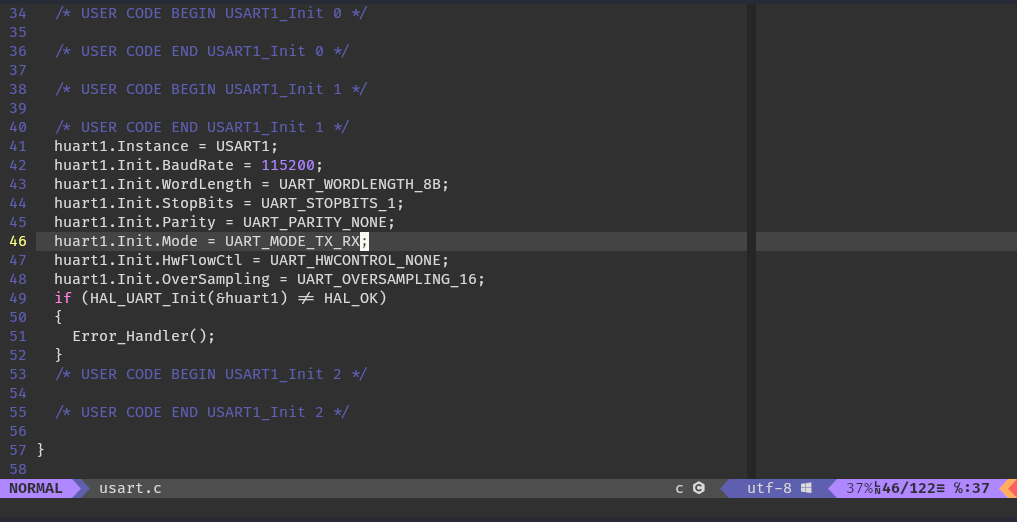 34 /* USER CODE BEGIN USART1_Init 0 */
35
36 /* USER CODE END USART1_Init 0 */
37
38 /* USER CODE BEGIN USART1_Init 1 */
39
40 /* USER CODE END USART1_Init 1 */
41 huart1.Instance = USART1;
42 huart1.Init.BaudRate = 115200;
43 huart1.Init.WordLength = UART_WORDLENGTH_8B;
44 huart1.Init.StopBits = UART_STOPBITS_1;
45 huart1.Init.Parity = UART_PARITY_NONE;
46 huart1.Init.Mode = UART_MODE_TX_RX;
47 huart1.Init.HwFlowCtl = UART_HWCONTROL_NONE;
48 huart1.Init.OverSampling = UART_OVERSAMPLING_16;
49 if (HAL_UART_Init(&huart1) != HAL_OK)
50 {
51 Error_Handler();
52 }
53 /* USER CODE BEGIN USART1_Init 2 */
54
55 /* USER CODE END USART1_Init 2 */
56
57 }
58
NORMAL usart.c c utf-8 37% LN 46/122≡ %:37